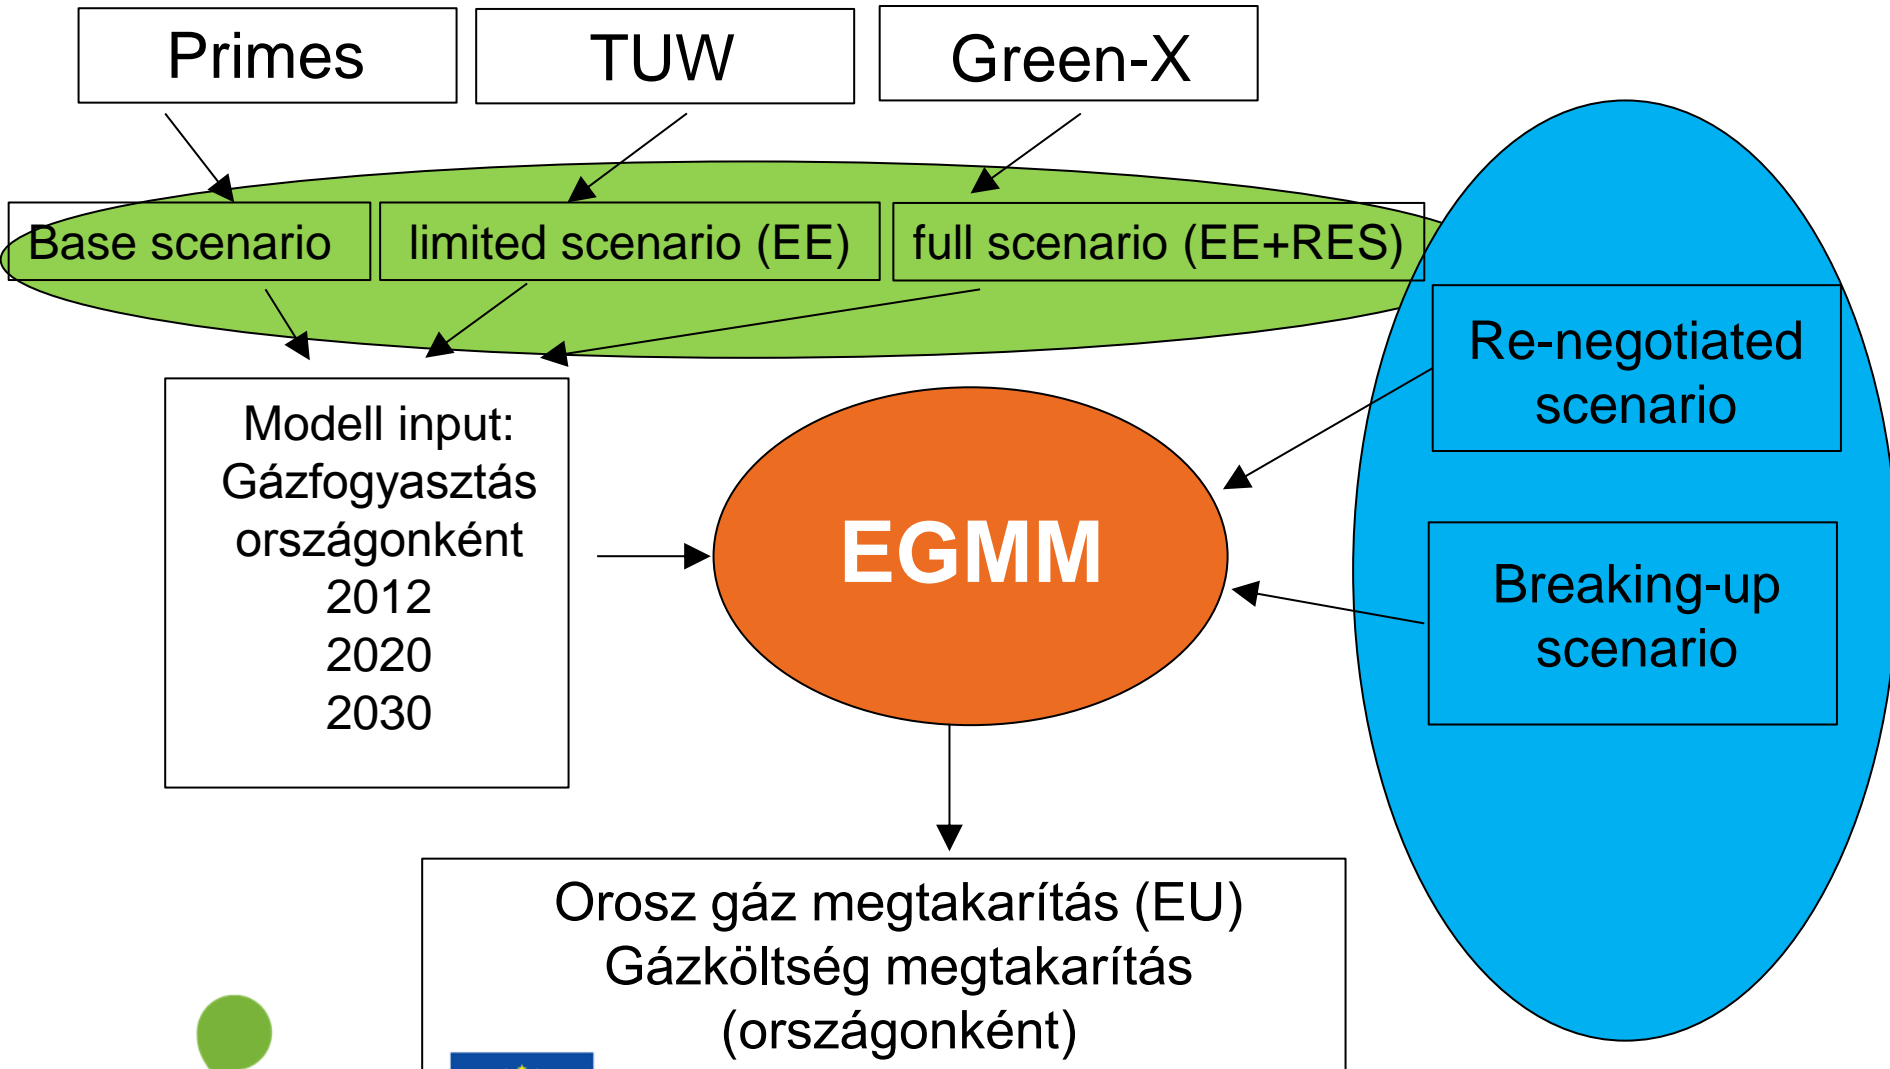 Primes
TUW
Green-X
Base scenario
limited scenario (EE)
full scenario (EE+RES)
Re-negotiated
scenario
Modell input:
Gázfogyasztás
országonként
2012
2020
2030
EGMM
Breaking-up
scenario
Orosz gáz megtakarítás (EU)
Gázköltség megtakarítás
(országonként)